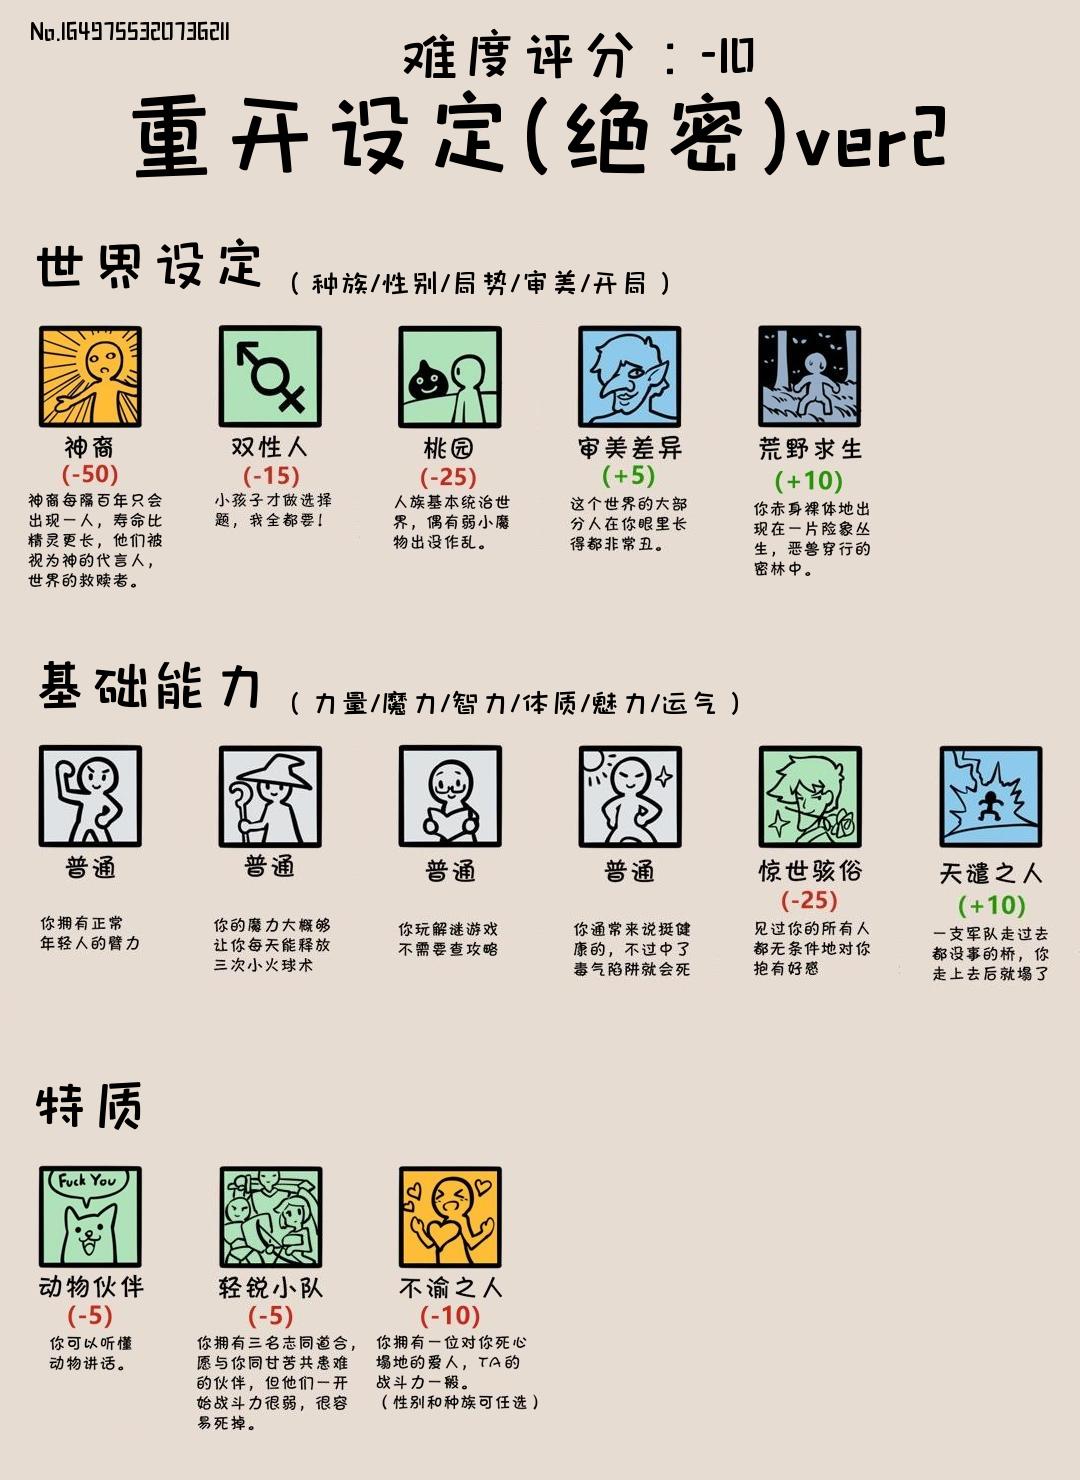 No.1649755320736211
难度评分：-10
重开设定(绝密)ver2
世界设定（种族/性别/局势/审美/开局）
神裔
(-50)
神裔每隔百年只会
出现一人，寿命比
精灵更长，他们被
视为神的代言人，
世界的救赎者。
双性人
(-15)
小孩子才做选择
题，我全都要！
桃园
(-25)
人族基本统治世
界，偶有弱小魔
物出没作乱。
审美差异
(+5)
这个世界的大部
分人在你眼里长
得都非常丑。
荒野求生
(+10)
你赤身裸体地出
现在一片险象丛
生，恶兽穿行的
密林中。
基础能力（力量/魔力/智力/体质/魅力/运气）
普通
你拥有正常
年轻人的臂力
普通
你的魔力大概够
让你每天能释放
三次小火球术
普通
你玩解谜游戏
不需要查攻略
普通
你通常来说挺健
康的，不过中了
毒气陷阱就会死
惊世骇俗
(-25)
见过你的所有人
都无条件地对你
抱有好感
天谴之人
(+10)
一支军队走过去
都没事的桥，你
走上去后就塌了
特质
Fuck You
动物伙伴
(-5)
你可以听懂
动物讲话。
轻锐小队
(-5)
你拥有三名志同道合，
愿与你同甘苦共患难
的伙伴，但他们一开
始战斗力很弱，很容
易死掉。
不渝之人
(-10)
你拥有一位对你死心
塌地的爱人，TA的
战斗力一般。
（性别和种族可任选）